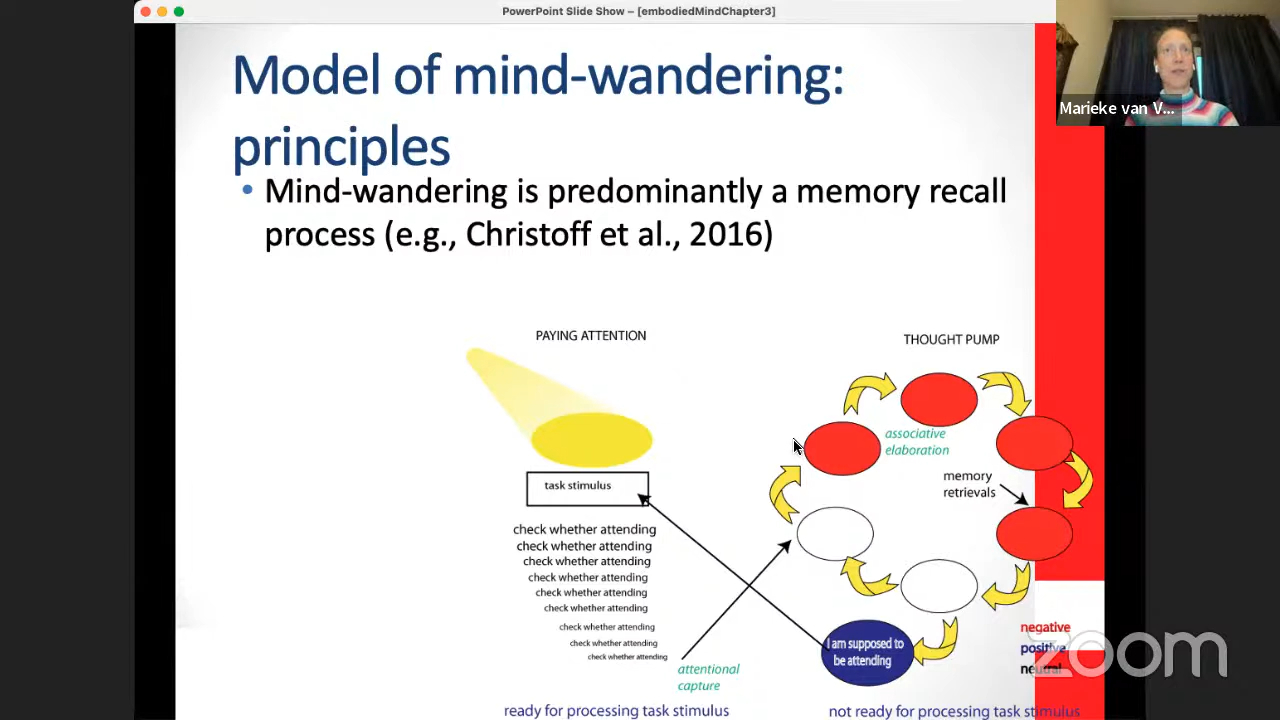 PowerPoint Slide Show – [embodiedMindChapter3]
Marieke van V...
Model of mind-wandering:
principles
• Mind-wandering is predominantly a memory recall
process (e.g., Christoff et al., 2016)
PAYING ATTENTION
task stimulus
check whether attending
check whether attending
check whether attending
check whether attending
check whether attending
check whether attending
check whether attending
check whether attending
check whether attending
attentional
capture
ready for processing task stimulus
THOUGHT PUMP
associative
elaboration
memory
retrievals
I am supposed to
be attending
negative
positive
neutral
not ready for processing task stimulus
zoom